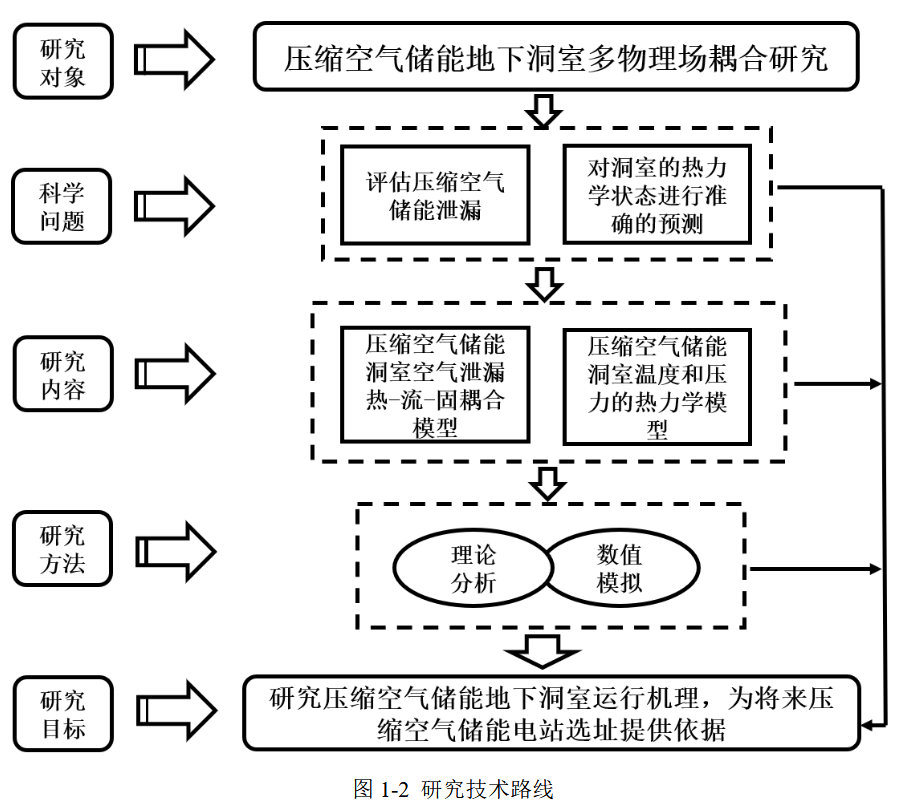 研究
对象
压缩空气储能地下洞室多物理场耦合研究
科学
问题
评估压缩空气
储能泄漏
对洞室的热力
学状态进行准
确的预测
研究
内容
压缩空气储能
洞室空气泄漏
热-流-固耦合
模型
压缩空气储能
洞室温度和压
力的热力学模
型
研究
方法
理论
分析
数值
模拟
研究
目标
研究压缩空气储能地下洞室运行机理，为将来压
缩空气储能电站选址提供依据
图 1-2 研究技术路线